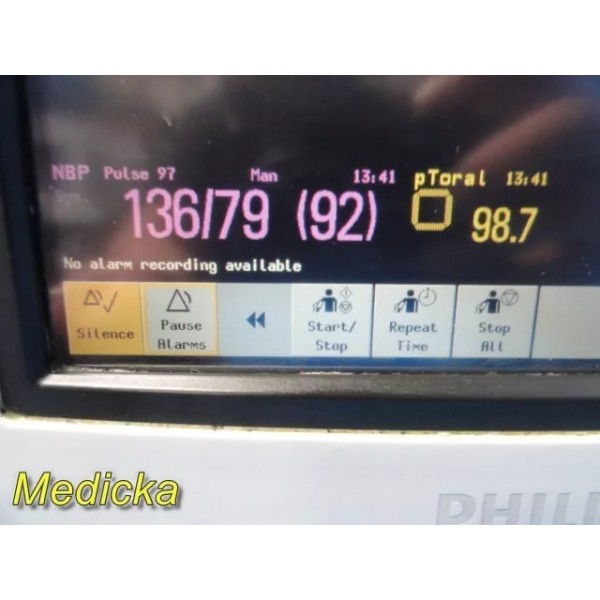 NBP Pulse 97 Man 13:41 pToral 13:41
136/79 (92) 98.7
No alarm recording available
Silence
Pause
Alarms
Start/
Stop
Repeat
Time
Stop
All
Medicka